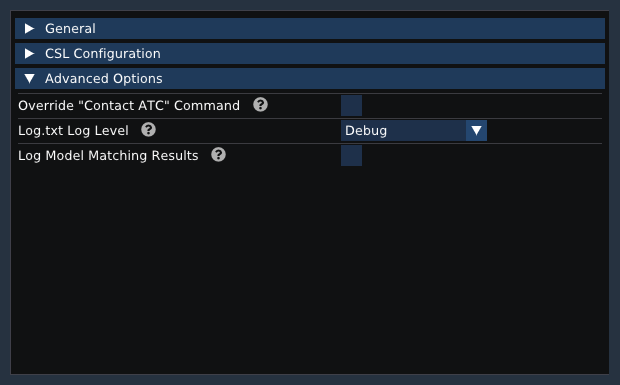 General
CSL Configuration
Advanced Options
Override "Contact ATC" Command ?
Log.txt Log Level ? Debug
Log Model Matching Results ?